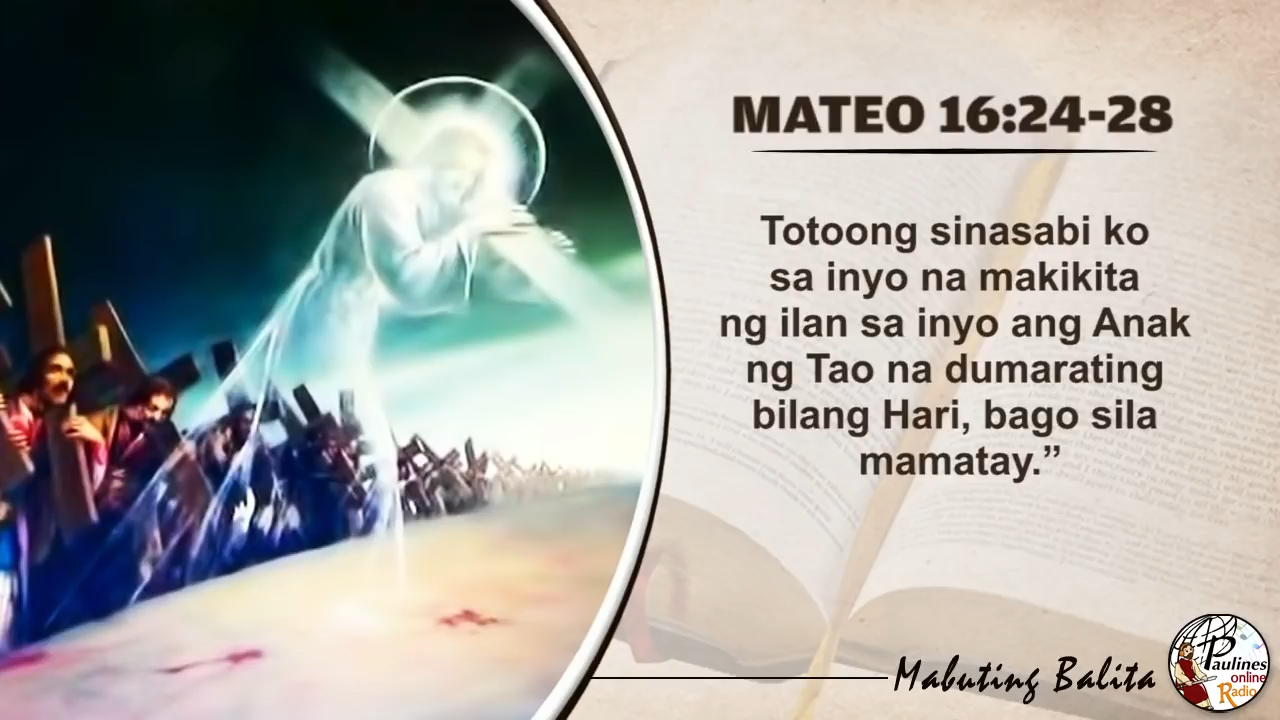 MATEO 16:24-28
Totoong sinasabi ko
sa inyo na makikita
ng ilan sa inyo ang Anak
ng Tao na dumarating
bilang Hari, bago sila
mamatay.”
Mabuting Balita
Paulines
online
Radio